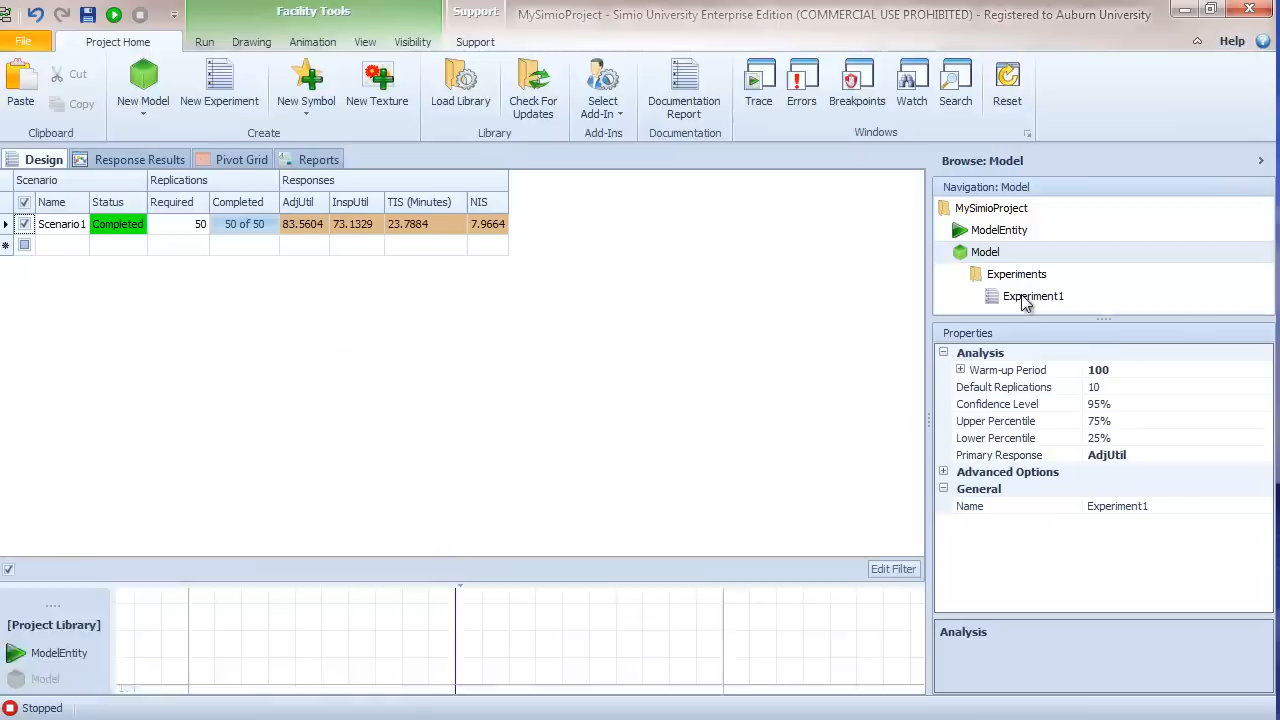 Facility Tools
Support
MySimioProject - Simio University Enterprise Edition (COMMERCIAL USE PROHIBITED) - Registered to Auburn University
File
Project Home
Run
Drawing
Animation
View
Visibility
Support
Help
Paste
Cut
Copy
Clipboard
New Model
New Experiment
New Symbol
New Texture
Create
Load Library
Check For Updates
Library
Select Add-In
Add-Ins
Documentation Report
Documentation
Trace
Errors
Breakpoints
Watch
Search
Reset
Windows
Design
Response Results
Pivot Grid
Reports
Scenario Replications Responses
Name Status Required Completed AdjUtil InspUtil TIS (Minutes) NIS
Scenario1 Completed 50 50 of 50 83.5604 73.1329 23.7884 7.9664
Edit Filter
[Project Library]
ModelEntity
Model
Stopped
Browse: Model
Navigation: Model
MySimioProject
ModelEntity
Model
Experiments
Experiment1
Properties
Analysis
Warm-up Period 100
Default Replications 10
Confidence Level 95%
Upper Percentile 75%
Lower Percentile 25%
Primary Response AdjUtil
Advanced Options
General
Name Experiment1
Analysis